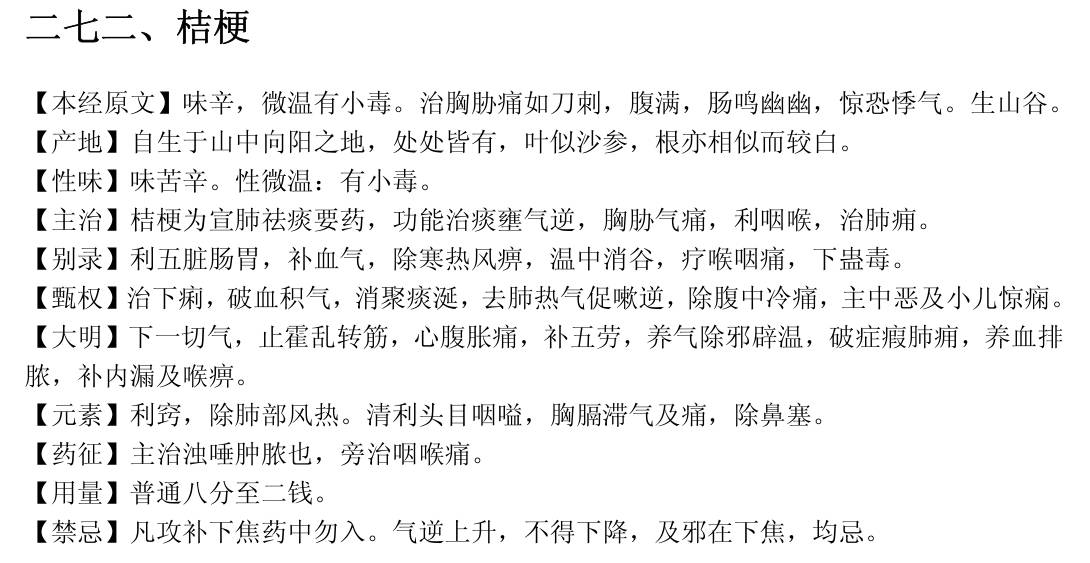 二七二、桔梗
【本经原文】味辛，微温有小毒。治胸胁痛如刀刺，腹满，肠鸣幽幽，惊恐悸气。生山谷。
【产地】自生于山中向阳之地，处处皆有，叶似沙参，根亦相似而较白。
【性味】味苦辛。性微温：有小毒。
【主治】桔梗为宣肺祛痰要药，功能治痰壅气逆，胸胁气痛，利咽喉，治肺痈。
【别录】利五脏肠胃，补血气，除寒热风痹，温中消谷，疗喉咽痛，下蛊毒。
【甄权】治下痢，破血积气，消聚痰涎，去肺热气促嗽逆，除腹中冷痛，主中恶及小儿惊痫。
【大明】下一切气，止霍乱转筋，心腹胀痛，补五劳，养气除邪辟温，破症瘕肺痈，养血排
脓，补内漏及喉痹。
【元素】利窍，除肺部风热。清利头目咽嗌，胸膈滞气及痛，除鼻塞。
【药征】主治浊唾肿脓也，旁治咽喉痛。
【用量】普通八分至二钱。
【禁忌】凡攻补下焦药中勿入。气逆上升，不得下降，及邪在下焦，均忌。